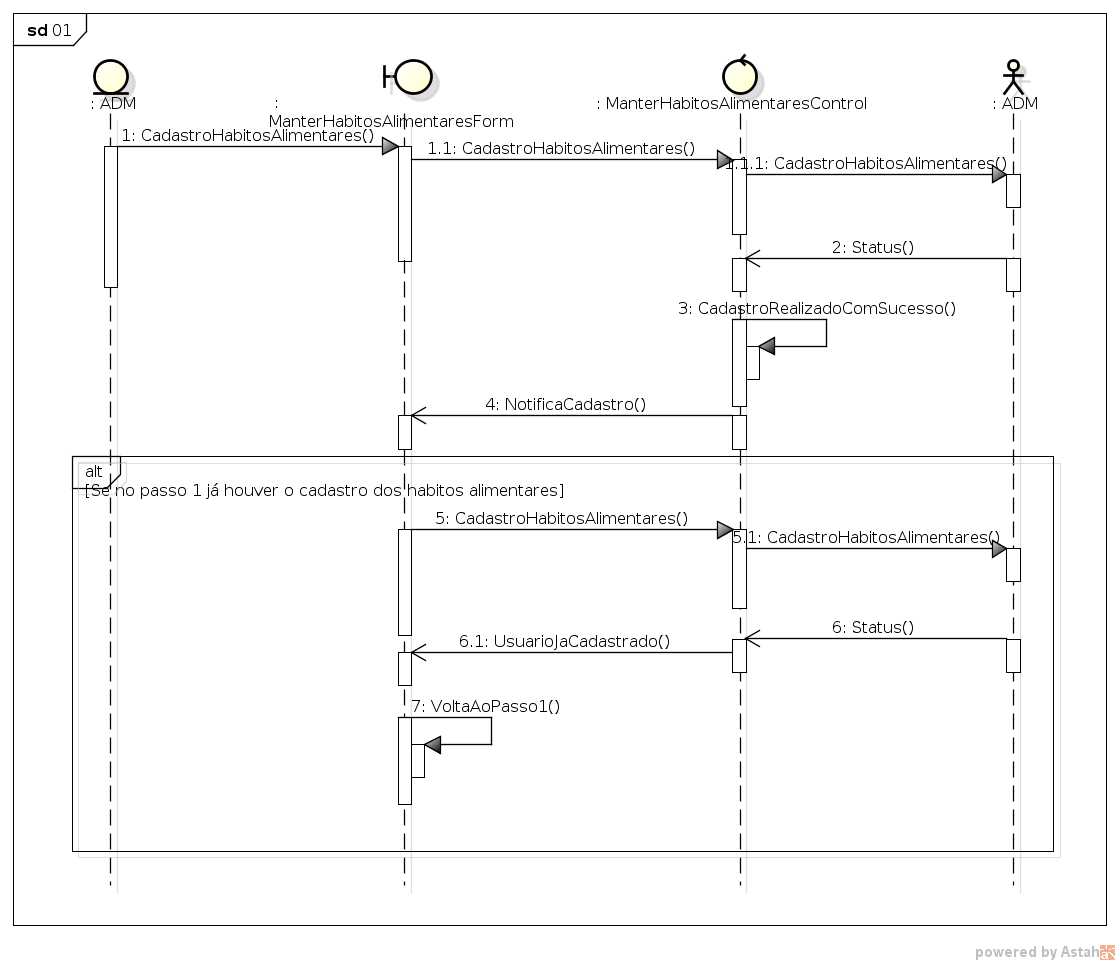 sd 01
: ADM
:
ManterHabitosAlimentaresForm
: ManterHabitosAlimentaresControl
: ADM
1: CadastroHabitosAlimentares()
1.1: CadastroHabitosAlimentares()
1.1.1: CadastroHabitosAlimentares()
2: Status()
3: CadastroRealizadoComSucesso()
4: NotificaCadastro()
alt
[Se no passo 1 já houver o cadastro dos habitos alimentares]
5: CadastroHabitosAlimentares()
5.1: CadastroHabitosAlimentares()
6: Status()
6.1: UsuarioJaCadastrado()
7: VoltaAoPasso1()
powered by Astah